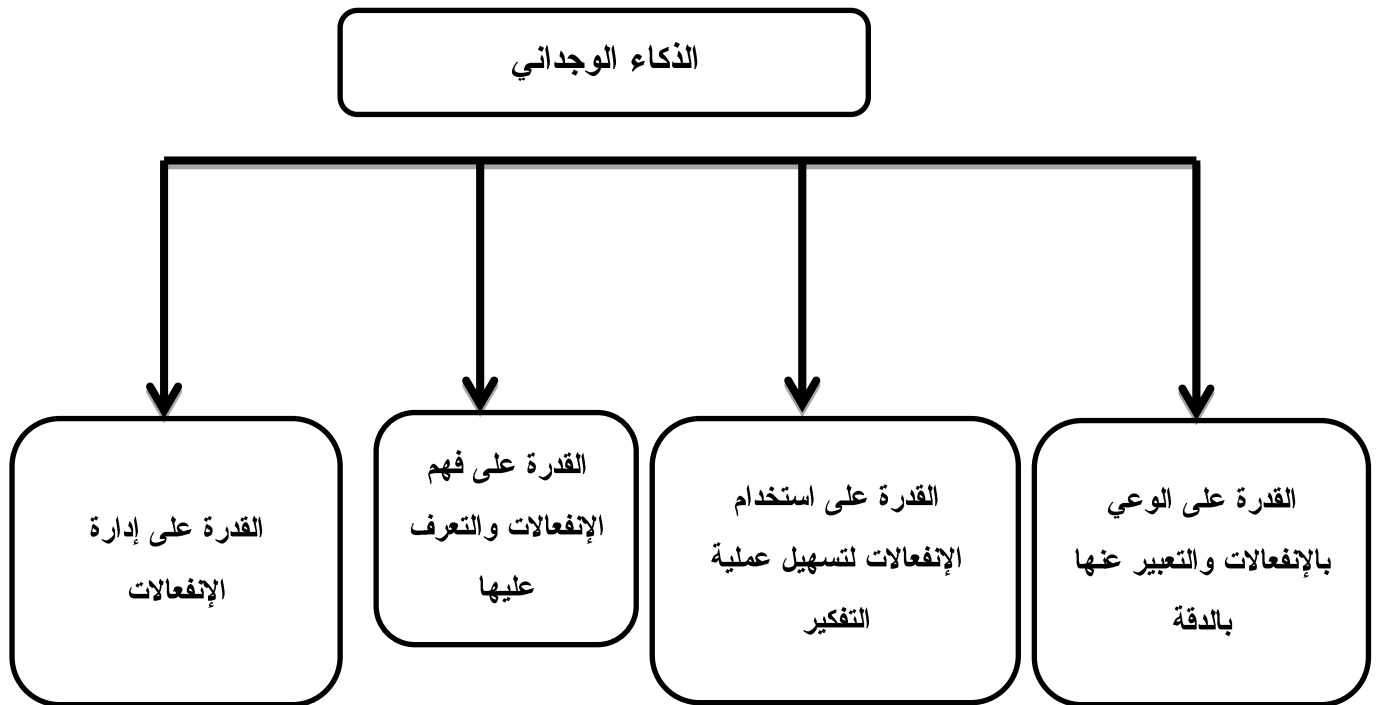 الذكاء الوجداني
القدرة على الوعي
بالإنفعالات والتعبير عنها
بالدقة
القدرة على استخدام
الإنفعالات لتسهيل عملية
التفكير
القدرة على فهم
الإنفعالات والتعرف
عليها
القدرة على إدارة
الإنفعالات